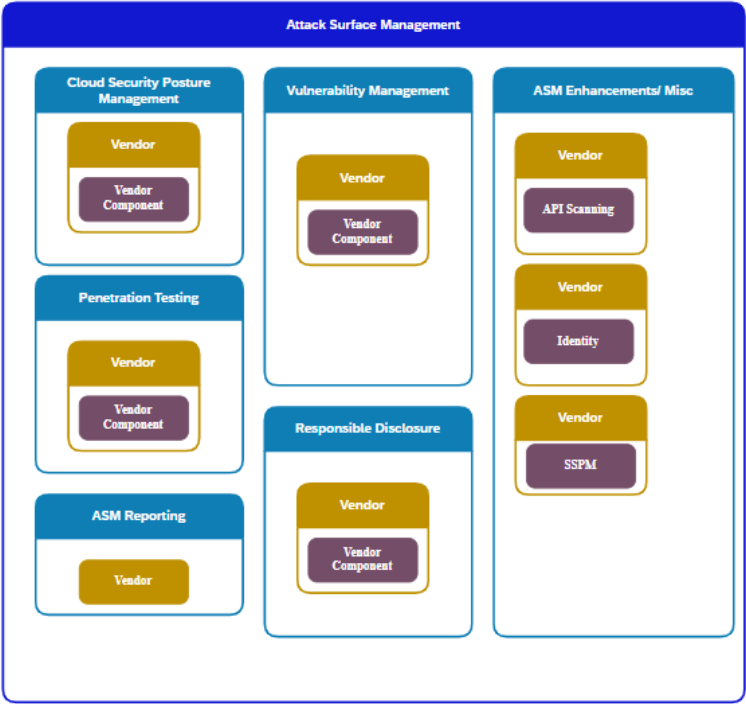 Attack Surface Management
Cloud Security Posture
Management
Vendor
Vendor
Component
Penetration Testing
Vendor
Vendor
Component
ASM Reporting
Vendor
Vulnerability Management
Vendor
Vendor
Component
Responsible Disclosure
Vendor
Vendor
Component
ASM Enhancements/ Misc
Vendor
API Scanning
Vendor
Identity
Vendor
SSPM